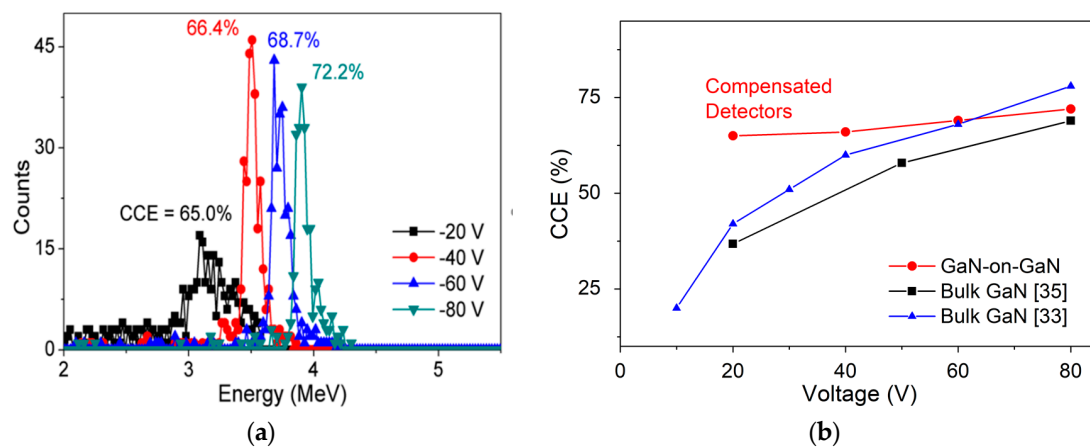 45
30
15
0
Counts
66.4%
68.7%
72.2%
CCE = 65.0%
-20 V
-40 V
-60 V
-80 V
2
3
4
5
Energy (MeV)
(a)
75
50
25
CCE (%)
Compensated
Detectors
GaN-on-GaN
Bulk GaN [35]
Bulk GaN [33]
0
20
40
60
80
Voltage (V)
(b)